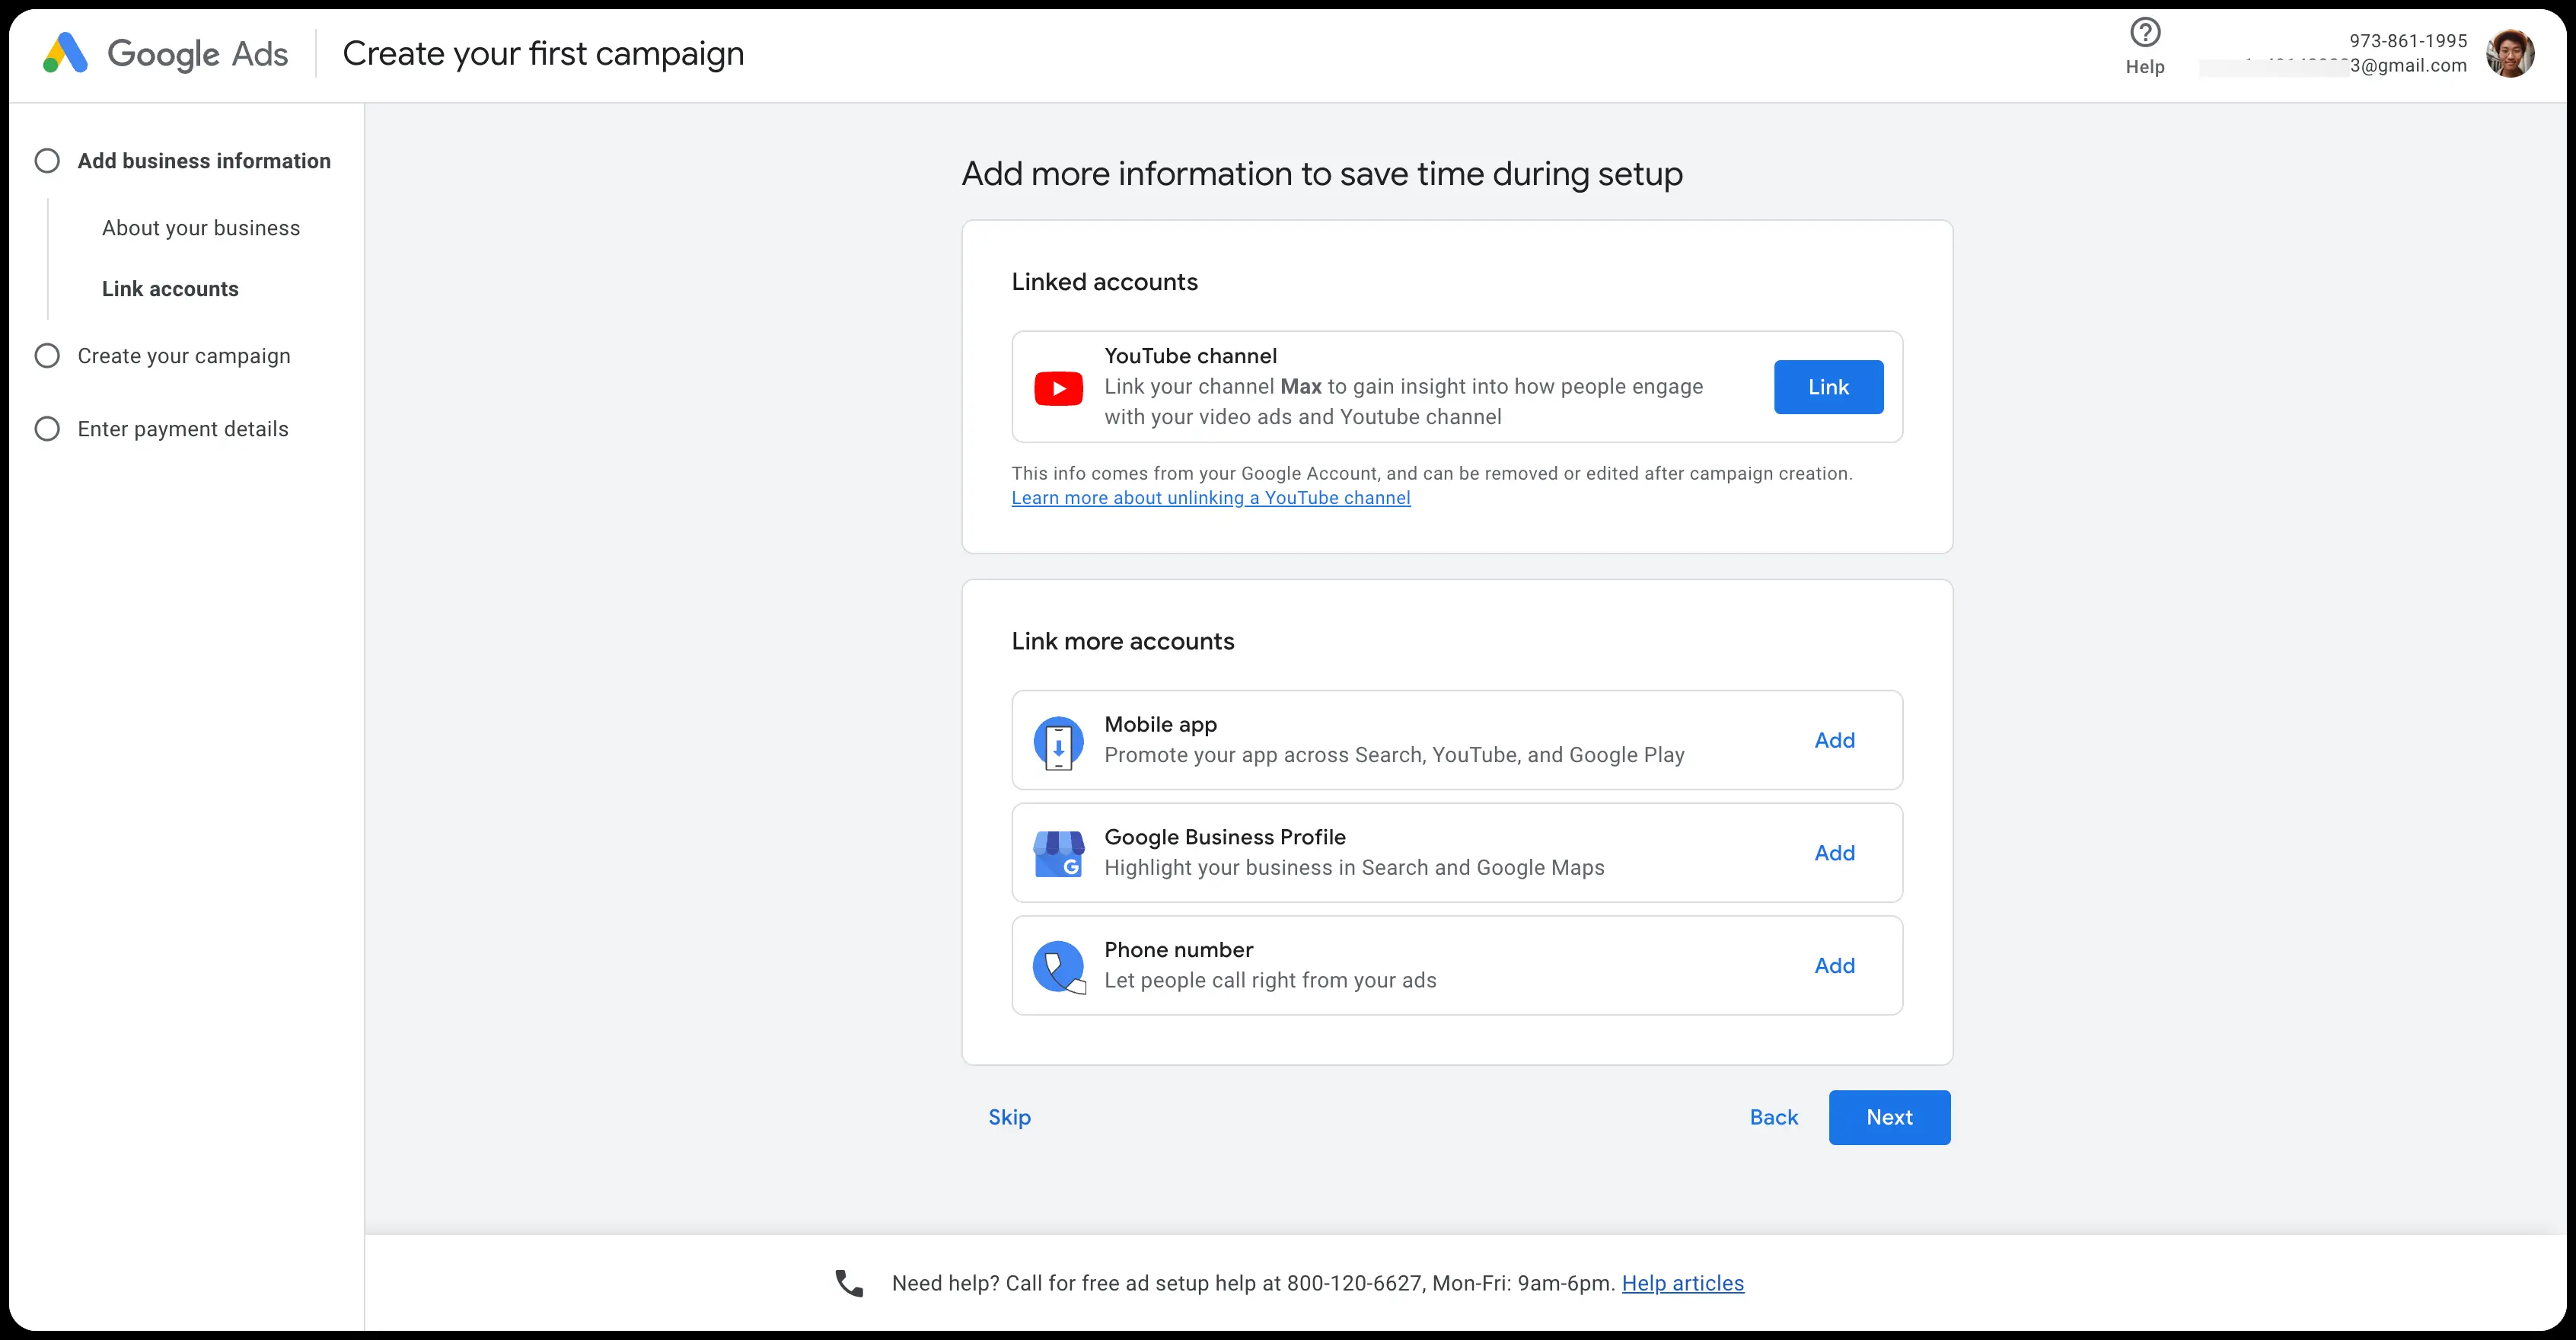 Google Ads
Create your first campaign
Help
973-861-1995
3@gmail.com
Add business information
About your business
Link accounts
Create your campaign
Enter payment details
Add more information to save time during setup
Linked accounts
YouTube channel
Link your channel Max to gain insight into how people engage
with your video ads and Youtube channel
Link
This info comes from your Google Account, and can be removed or edited after campaign creation.
Learn more about unlinking a YouTube channel
Link more accounts
Mobile app
Promote your app across Search, YouTube, and Google Play
Add
Google Business Profile
Highlight your business in Search and Google Maps
Add
Phone number
Let people call right from your ads
Add
Skip
Back
Next
Need help? Call for free ad setup help at 800-120-6627, Mon-Fri: 9am-6pm. Help articles